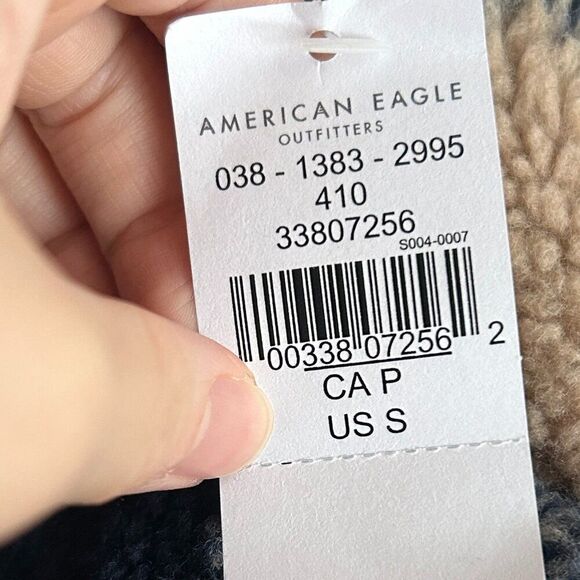 AMERICAN EAGLE
OUTFITTERS
038 - 1383 - 2995
410
33807256
S004-0007
00338 07256 2
CA P
US S